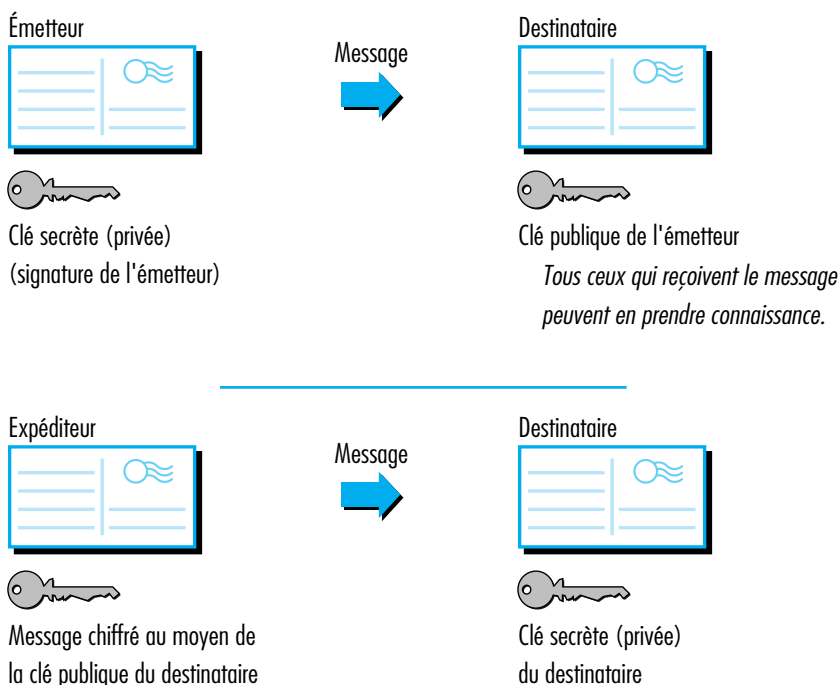 Émetteur
Message
Destinataire
Clé secrète (privée)
(signature de l'émetteur)
Clé publique de l'émetteur
Tous ceux qui reçoivent le message
peuvent en prendre connaissance.
Expéditeur
Message
Destinataire
Message chiffré au moyen de
la clé publique du destinataire
Clé secrète (privée)
du destinataire